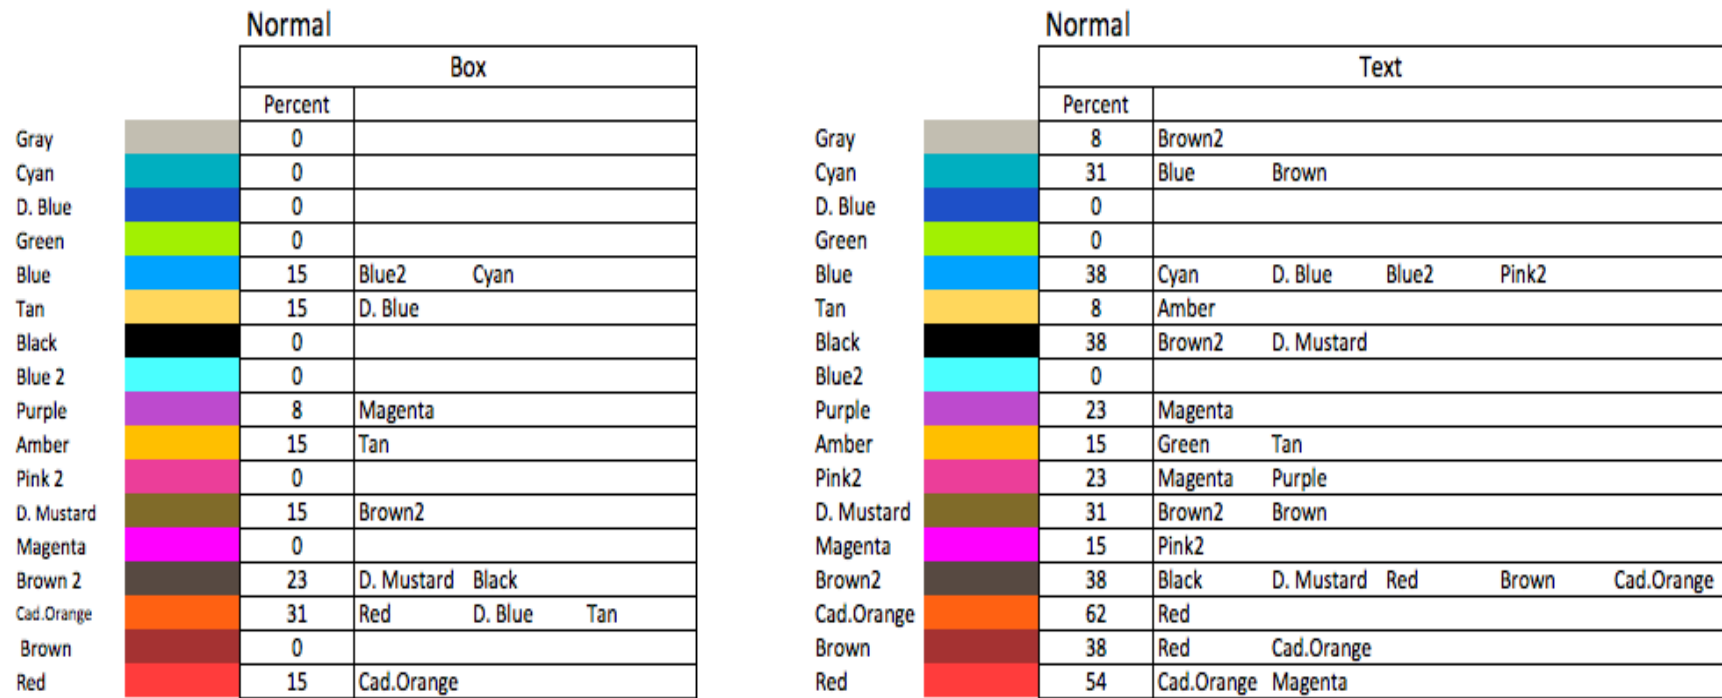 Normal
Box
Percent
Gray 0
Cyan 0
D. Blue 0
Green 0
Blue 15 Blue2 Cyan
Tan 15 D. Blue
Black 0
Blue 2 0
Purple 8 Magenta
Amber 15 Tan
Pink 2 0
D. Mustard 15 Brown2
Magenta 0
Brown 2 23 D. Mustard Black
Cad.Orange 31 Red D. Blue Tan
Brown 0
Red 15 Cad.Orange
Normal
Text
Percent
Gray 8 Brown2
Cyan 31 Blue Brown
D. Blue 0
Green 0
Blue 38 Cyan D. Blue Blue2 Pink2
Tan 8 Amber
Black 38 Brown2 D. Mustard
Blue2 0
Purple 23 Magenta
Amber 15 Green Tan
Pink2 23 Magenta Purple
D. Mustard 31 Brown2 Brown
Magenta 15 Pink2
Brown2 38 Black D. Mustard Red Brown Cad.Orange
Cad.Orange 62 Red
Brown 38 Red Cad.Orange
Red 54 Cad.Orange Magenta